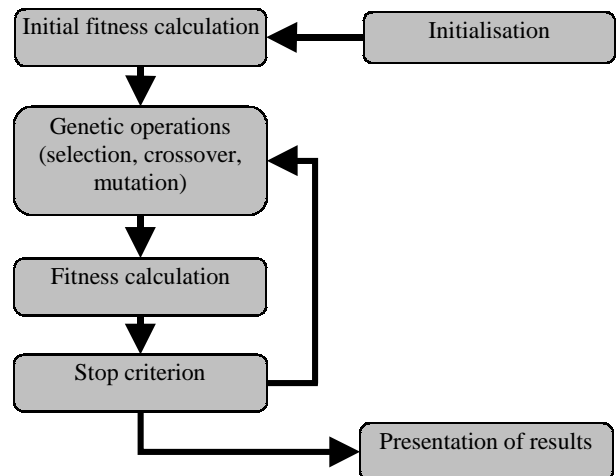 Initial fitness calculation
Initialisation
Genetic operations
(selection, crossover,
mutation)
Fitness calculation
Stop criterion
Presentation of results